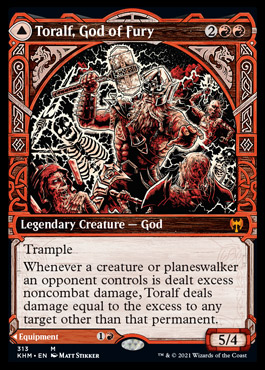 Toralf, God of Fury 2
Legendary Creature — God
Trample
Whenever a creature or planeswalker
an opponent controls is dealt excess
noncombat damage, Toralf deals
damage equal to the excess to any
target other than that permanent.
Equipment
5/4
313 M
KHM • EN MATT STIKKER
™ & © 2021 Wizards of the Coast